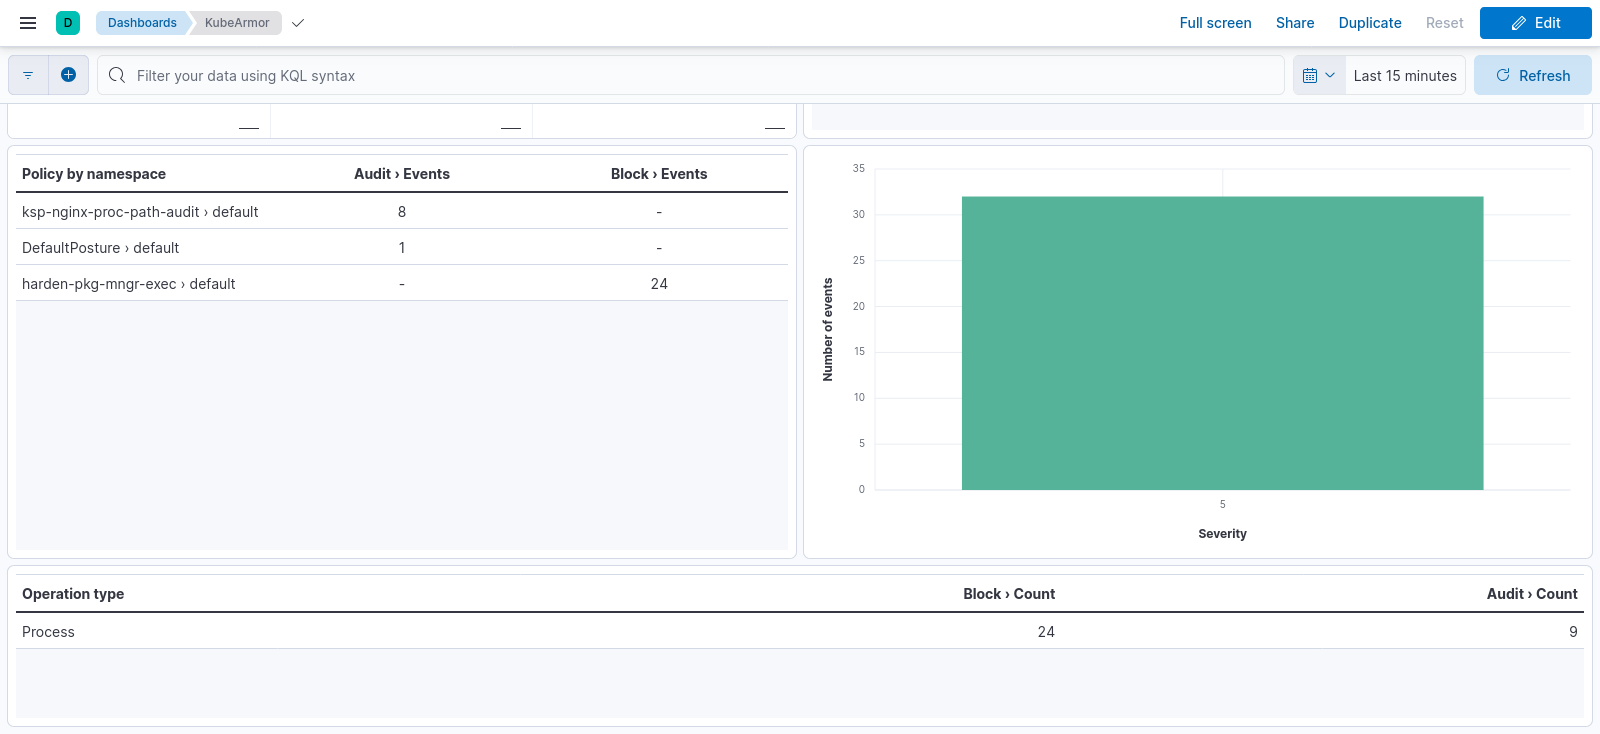 D Dashboards KubeArmor Full screen Share Duplicate Reset Edit
Filter your data using KQL syntax Last 15 minutes Refresh
Policy by namespace Audit › Events Block › Events
ksp-nginx-proc-path-audit › default 8 -
DefaultPosture › default 1 -
harden-pkg-mngr-exec › default - 24
35
30
25
20
15
10
5
0
Number of events
5
Severity
Operation type Block › Count Audit › Count
Process 24 9